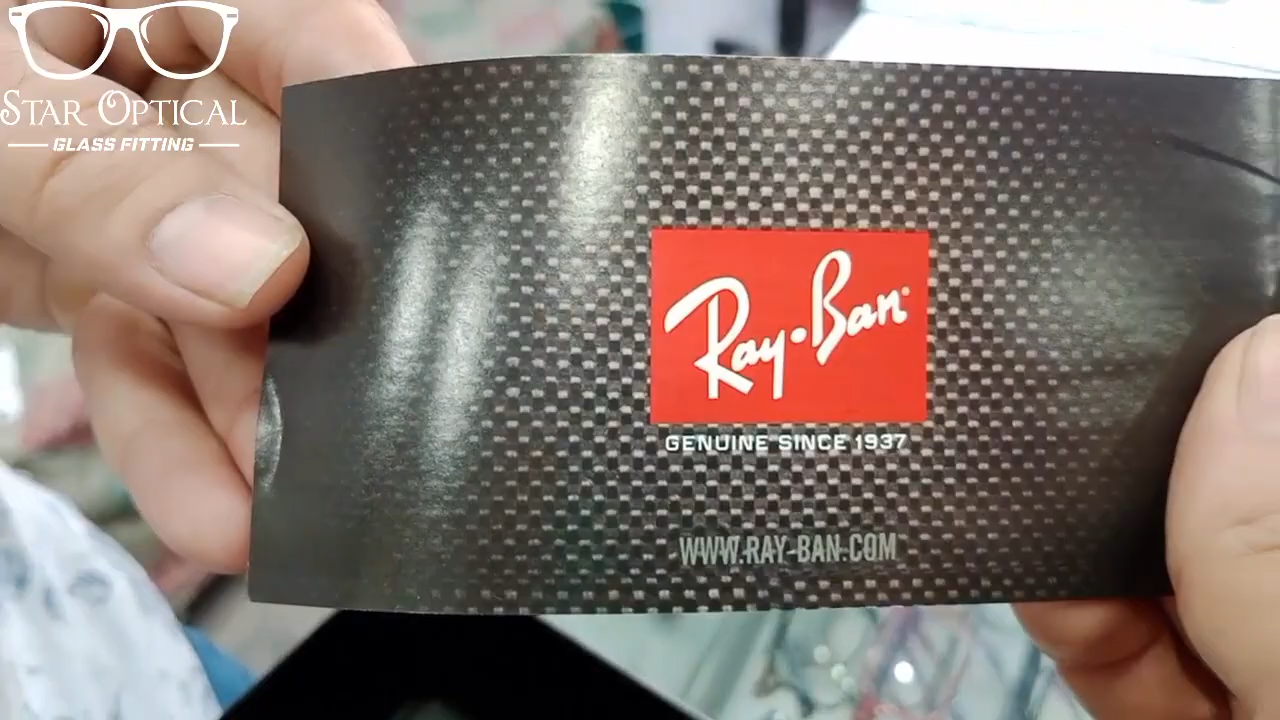 STAR OPTICAL
GLASS FITTING
Ray-Ban
GENUINE SINCE 1937
WWW.RAY-BAN.COM